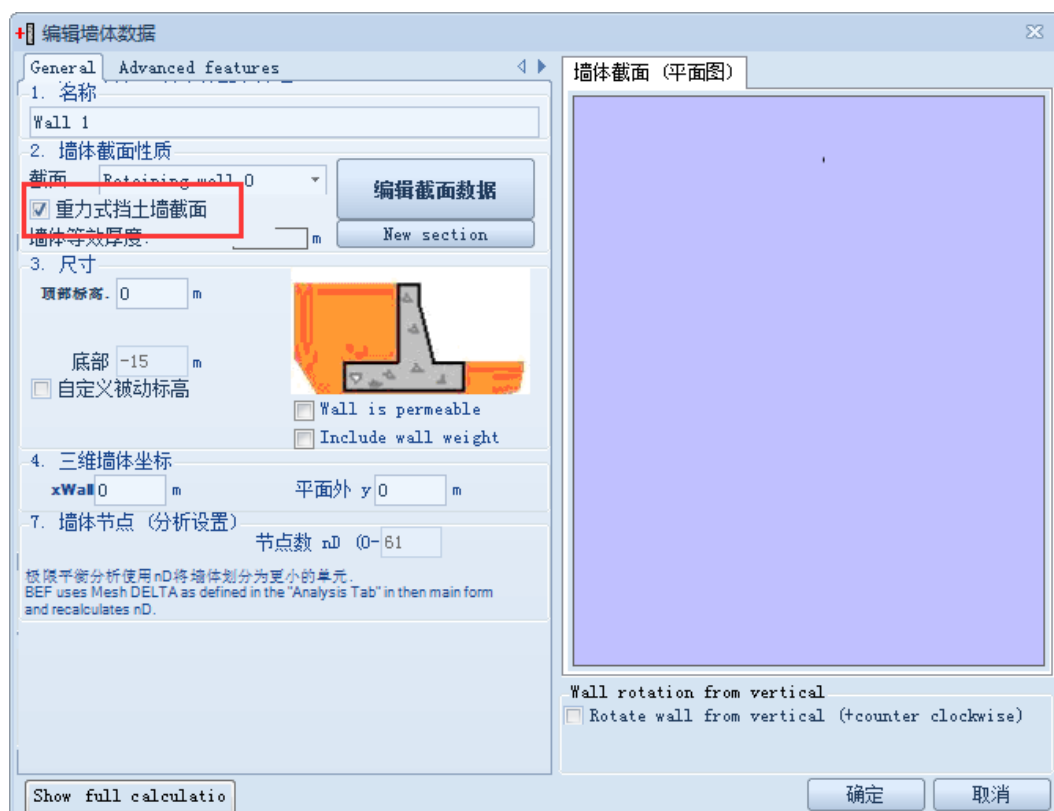 编辑墙体数据
General Advanced features
1. 名称
Wall 1
2. 墙体截面性质
截面 Retaining wall 0
编辑截面数据
重力式挡土墙截面
墙体等效厚度: m
New section
3. 尺寸
顶部标高. 0 m
底部 -15 m
自定义被动标高
Wall is permeable
Include wall weight
4. 三维墙体坐标
xWall 0 m 平面外 y 0 m
7. 墙体节点 (分析设置)
节点数 nD (0- 61
极限平衡分析使用nD将墙体划分为更小的单元.
BEF uses Mesh DELTA as defined in the "Analysis Tab" in then main form
and recalculates nD.
墙体截面 (平面图)
Wall rotation from vertical
Rotate wall from vertical (+counter clockwise)
Show full calculatio
确定 取消